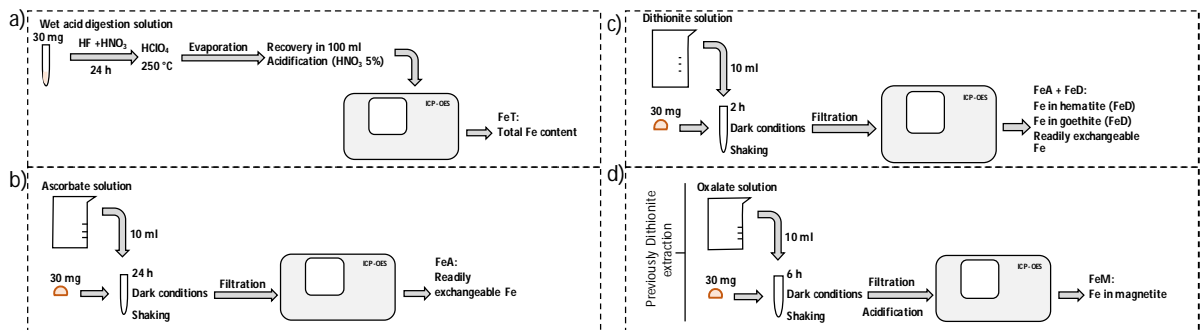 a)
Wet acid digestion solution
30 mg
HF +HNO₃
24 h
HClO₄
250 °C
Evaporation
Recovery in 100 ml
Acidification (HNO₃ 5%)
ICP-OES
FeT:
Total Fe content
b)
Ascorbate solution
10 ml
30 mg
24 h
Dark conditions
Shaking
Filtration
ICP-OES
FeA:
Readily
exchangeable Fe
c)
Dithionite solution
10 ml
30 mg
2 h
Dark conditions
Shaking
Filtration
ICP-OES
FeA + FeD:
Fe in hematite (FeD)
Fe in goethite (FeD)
Readily exchangeable
Fe
d)
Previously Dithionite
extraction
Oxalate solution
10 ml
30 mg
6 h
Dark conditions
Shaking
Filtration
Acidification
ICP-OES
FeM:
Fe in magnetite